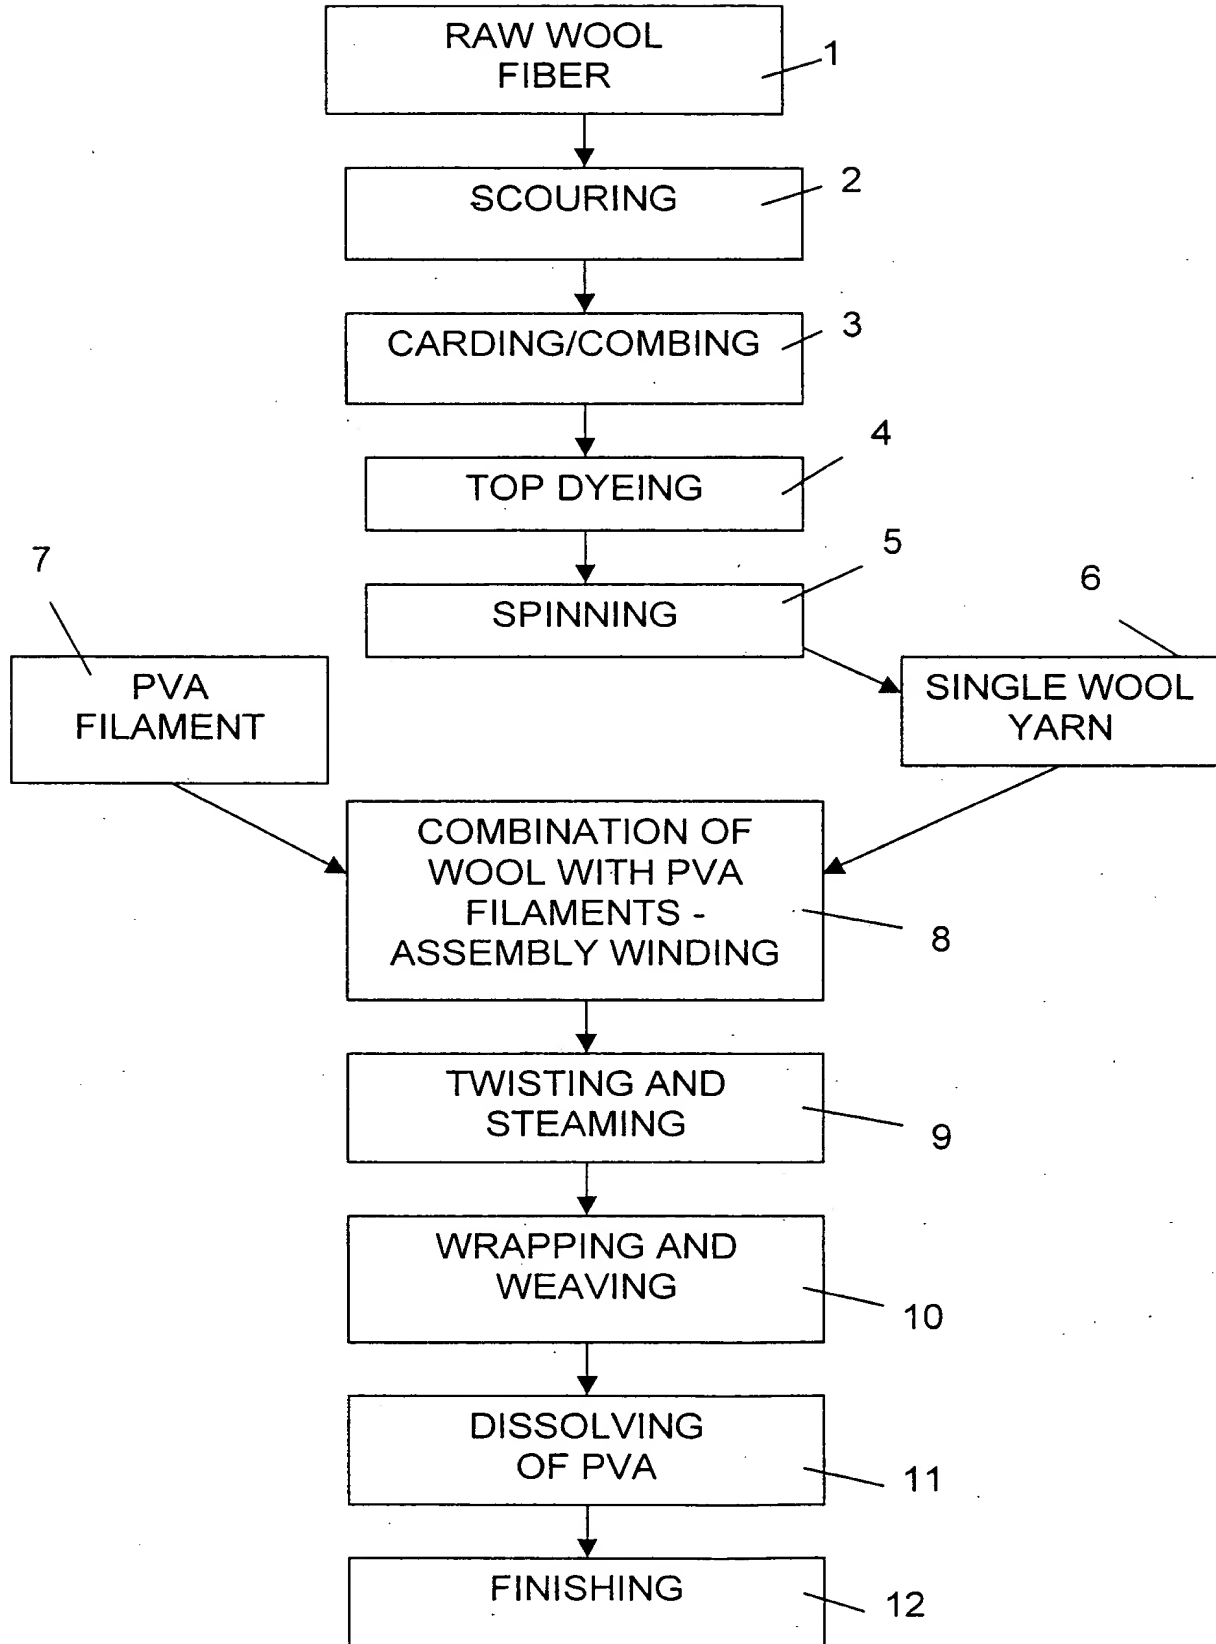 RAW WOOL
FIBER
1
SCOURING
2
CARDING/COMBING
3
TOP DYEING
4
SPINNING
5
6
7
PVA
FILAMENT
SINGLE WOOL
YARN
COMBINATION OF
WOOL WITH PVA
FILAMENTS -
ASSEMBLY WINDING
8
TWISTING AND
STEAMING
9
WRAPPING AND
WEAVING
10
DISSOLVING
OF PVA
11
FINISHING
12